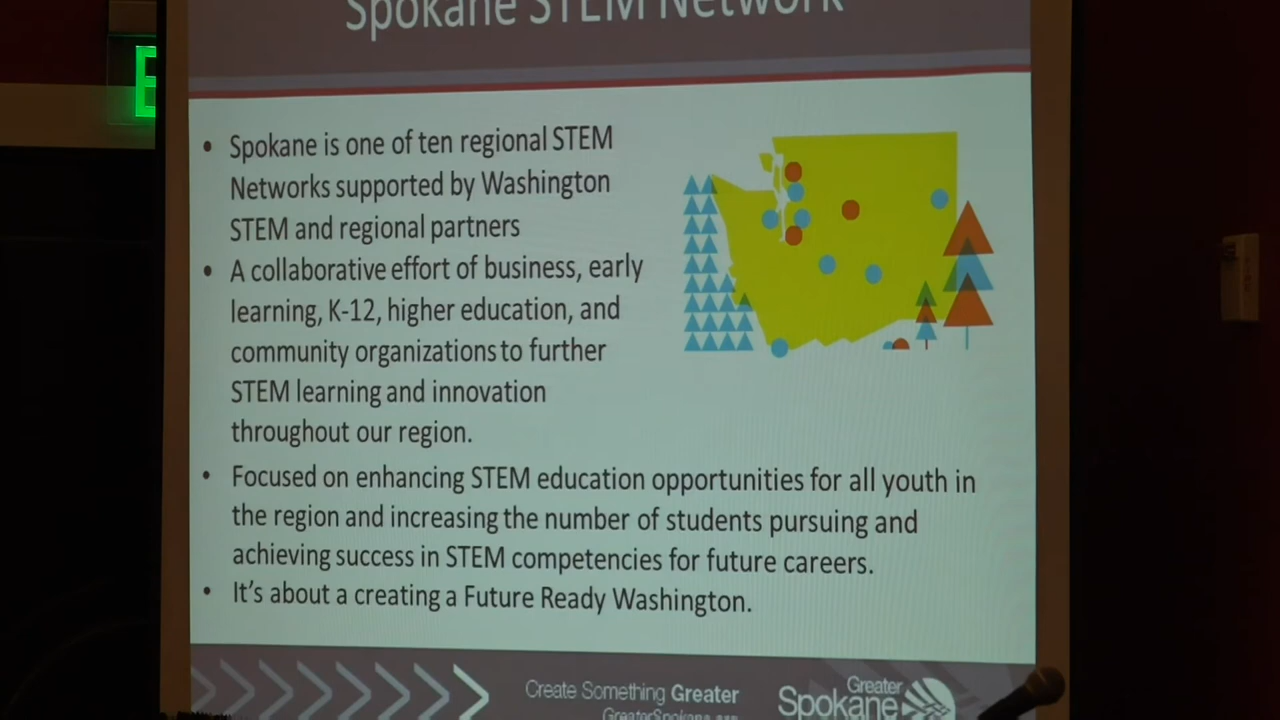 Spokane STEM Network
E
• Spokane is one of ten regional STEM
Networks supported by Washington
STEM and regional partners
• A collaborative effort of business, early
learning, K-12, higher education, and
community organizations to further
STEM learning and innovation
throughout our region.
• Focused on enhancing STEM education opportunities for all youth in
the region and increasing the number of students pursuing and
achieving success in STEM competencies for future careers.
• It's about a creating a Future Ready Washington.
Create Something Greater
GreaterSpokane.org
Greater
Spokane